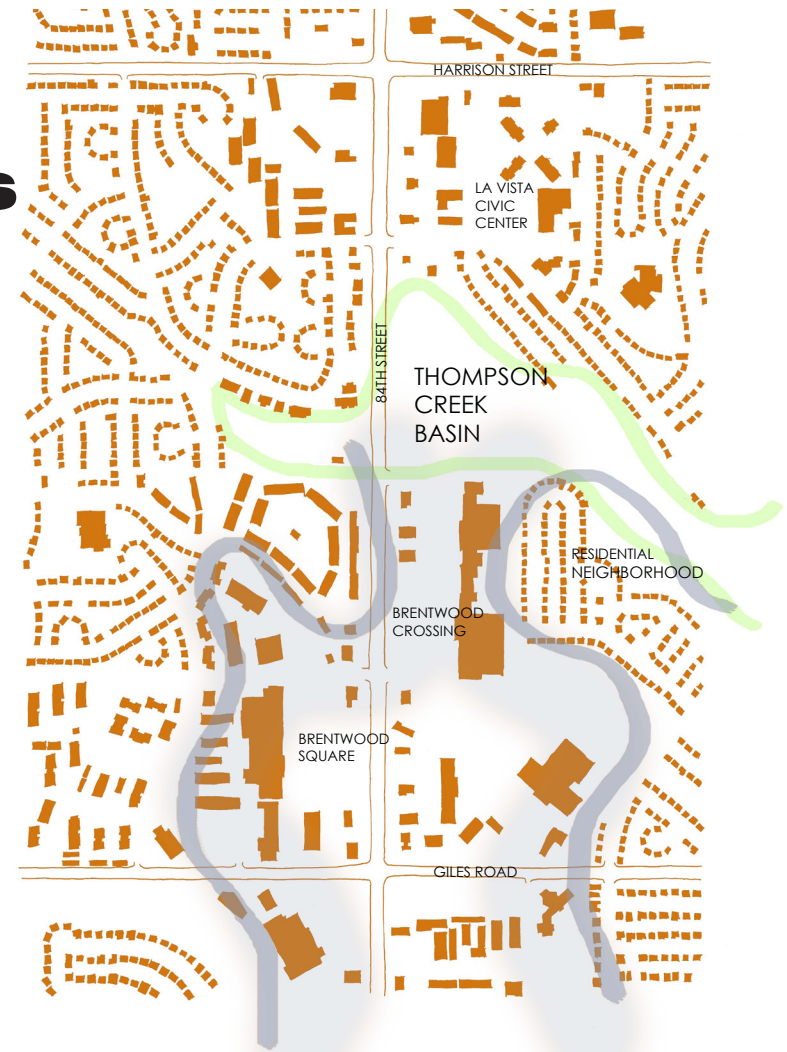 HARRISON STREET
s
LA VISTA
CIVIC
CENTER
84TH STREET
THOMPSON
CREEK
BASIN
RESIDENTIAL
NEIGHBORHOOD
BRENTWOOD
CROSSING
BRENTWOOD
SQUARE
GILES ROAD